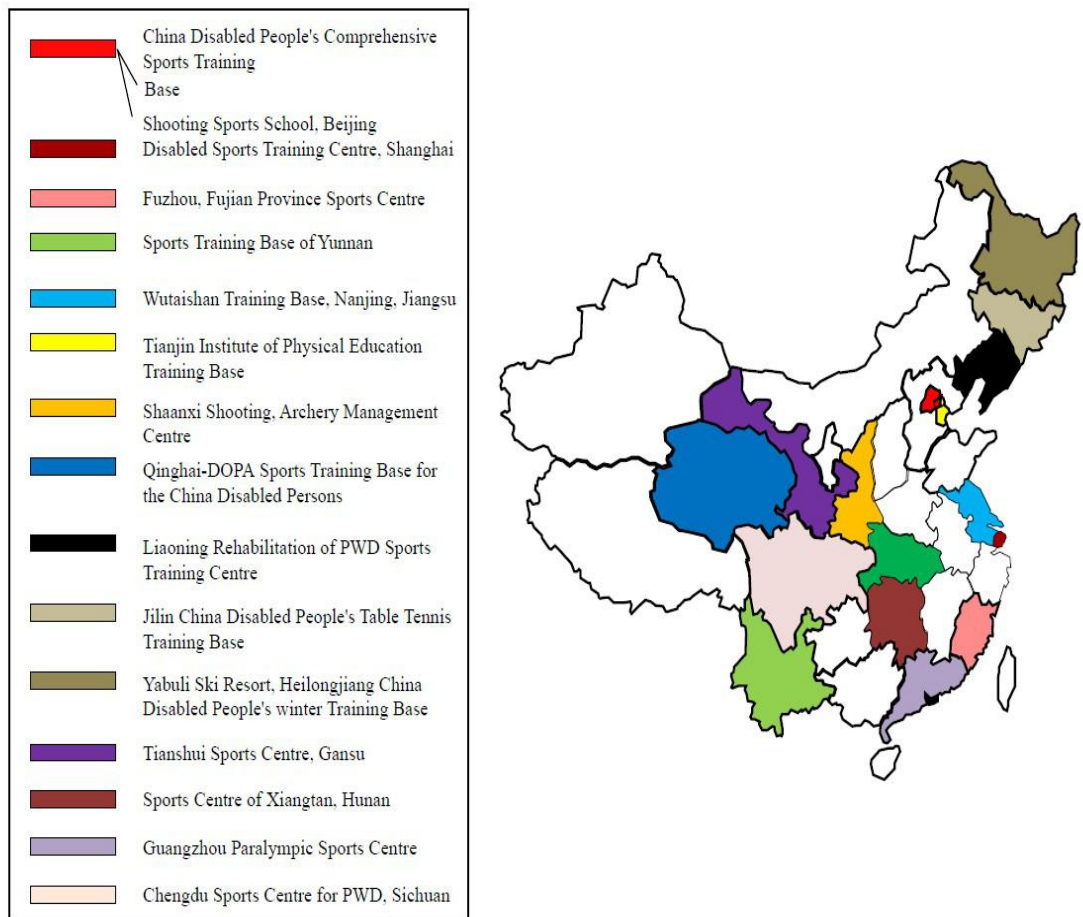 China Disabled People's Comprehensive
Sports Training
Base
Shooting Sports School, Beijing
Disabled Sports Training Centre, Shanghai
Fuzhou, Fujian Province Sports Centre
Sports Training Base of Yunnan
Wutaishan Training Base, Nanjing, Jiangsu
Tianjin Institute of Physical Education
Training Base
Shaanxi Shooting, Archery Management
Centre
Qinghai-DOPA Sports Training Base for
the China Disabled Persons
Liaoning Rehabilitation of PWD Sports
Training Centre
Jilin China Disabled People's Table Tennis
Training Base
Yabuli Ski Resort, Heilongjiang China
Disabled People's winter Training Base
Tianshui Sports Centre, Gansu
Sports Centre of Xiangtan, Hunan
Guangzhou Paralympic Sports Centre
Chengdu Sports Centre for PWD, Sichuan